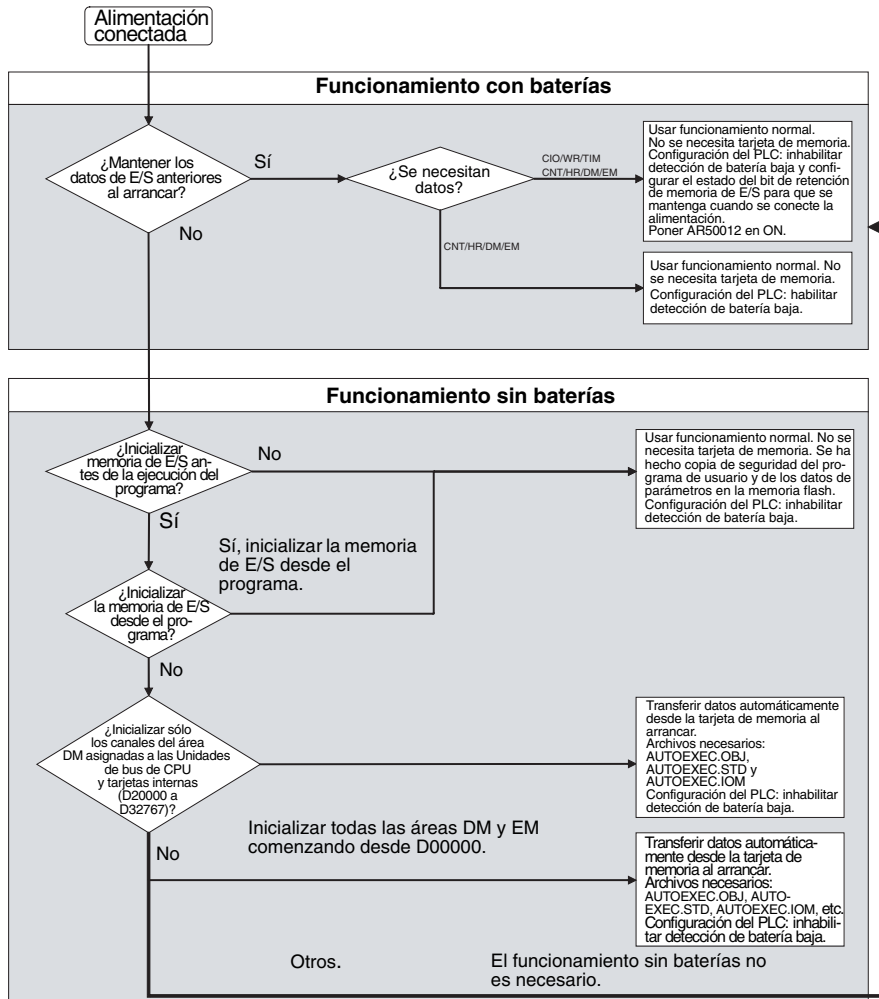 Alimentación
conectada
Funcionamiento con baterías
¿Mantener los
datos de E/S anteriores
al arrancar?
Sí
No
¿Se necesitan
datos?
CIO/WR/TIM
CNT/HR/DM/EM
CNT/HR/DM/EM
Usar funcionamiento normal.
No se necesita tarjeta de memoria.
Configuración del PLC: inhabilitar
detección de batería baja y confi-
gurar el estado del bit de retención
de memoria de E/S para que se
mantenga cuando se conecte la
alimentación.
Poner AR50012 en ON.
Usar funcionamiento normal. No
se necesita tarjeta de memoria.
Configuración del PLC: habilitar
detección de batería baja.
Funcionamiento sin baterías
¿Inicializar
memoria de E/S an-
tes de la ejecución del
programa?
No
Sí
Usar funcionamiento normal. No se
necesita tarjeta de memoria. Se ha
hecho copia de seguridad del pro-
grama de usuario y de los datos de
parámetros en la memoria flash.
Configuración del PLC: inhabilitar
detección de batería baja.
Sí, inicializar la memoria
de E/S desde el
programa.
¿Inicializar
la memoria de E/S
desde el pro-
grama?
No
¿Inicializar sólo
los canales del área
DM asignadas a las Unidades
de bus de CPU
y tarjetas internas
(D20000 a
D32767)?
Transferir datos automáticamente
desde la tarjeta de memoria al
arrancar.
Archivos necesarios:
AUTOEXEC.OBJ,
AUTOEXEC.STD y
AUTOEXEC.IOM
Configuración del PLC: inhabilitar
detección de batería baja.
No
Inicializar todas las áreas DM y EM
comenzando desde D00000.
Transferir datos automática-
mente desde la tarjeta de
memoria al arrancar.
Archivos necesarios:
AUTOEXEC.OBJ, AUTO-
EXEC.STD, AUTOEXEC.IOM, etc.
Configuración del PLC: inhabili-
tar detección de batería baja.
Otros.
El funcionamiento sin baterías no
es necesario.